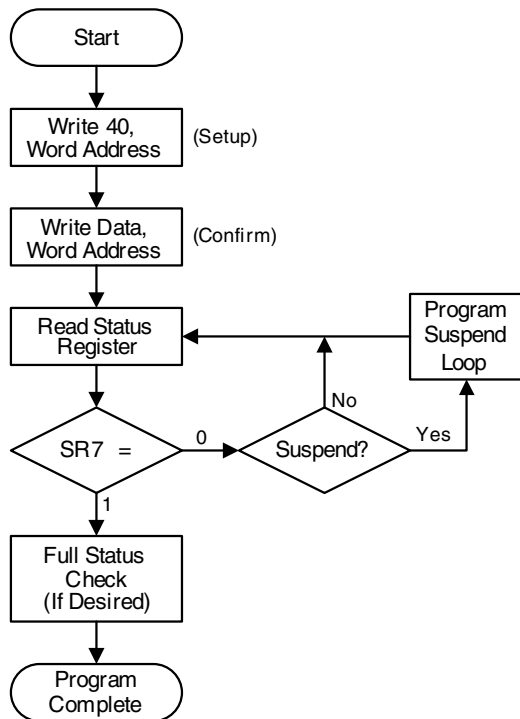 Start
Write 40,
Word Address
(Setup)
Write Data,
Word Address
(Confirm)
Read Status
Register
Program
Suspend
Loop
No
SR7 =
0
Suspend?
Yes
1
Full Status
Check
(If Desired)
Program
Complete